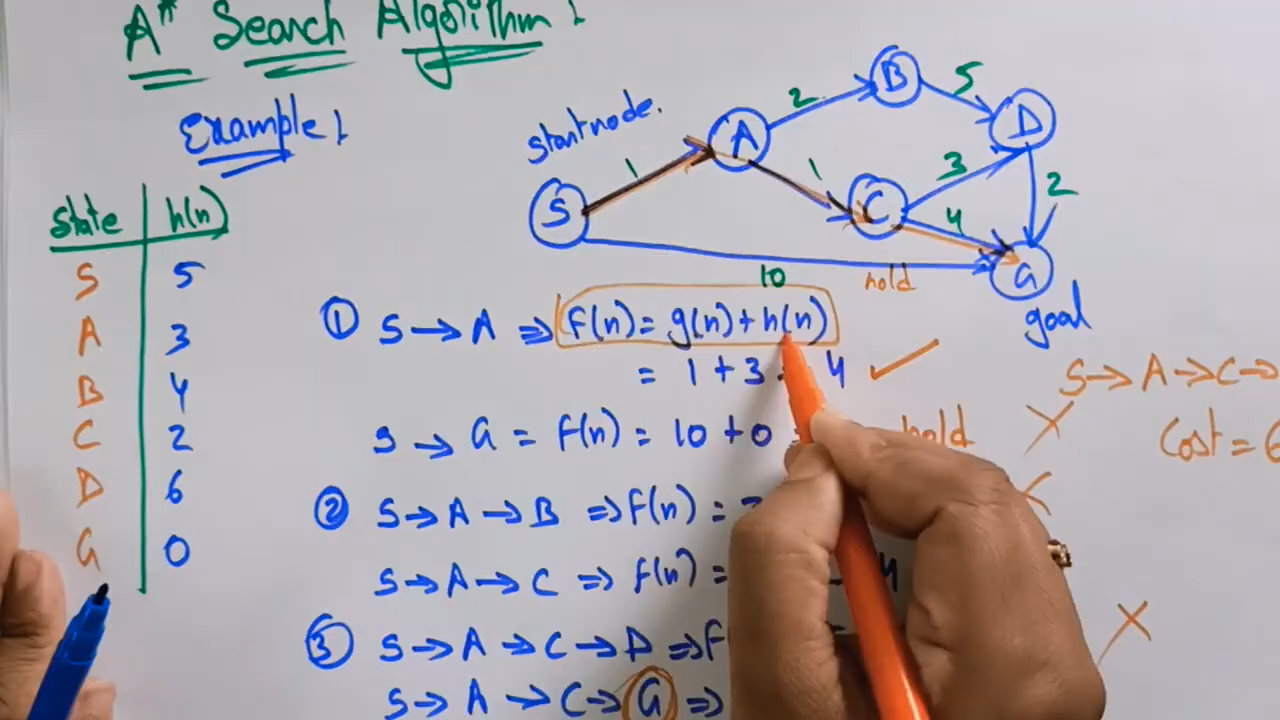 A* Search Algorithm:
Example:
start node.
S
A
B
C
D
G
1
2
5
1
3
4
2
10
hold
goal
State h(n)
S 5
A 3
B 4
C 2
D 6
G 0
① S → A ⇒ f(n) = g(n) + h(n)
= 1 + 3 = 4 ✓
S → G = f(n) = 10 + 0 hold
② S → A → B ⇒ f(n) =
S → A → C ⇒ f(n) = 4
③ S → A → C → D ⇒ f
S → A → C → G ⇒
S → A → C →
Cost = 6